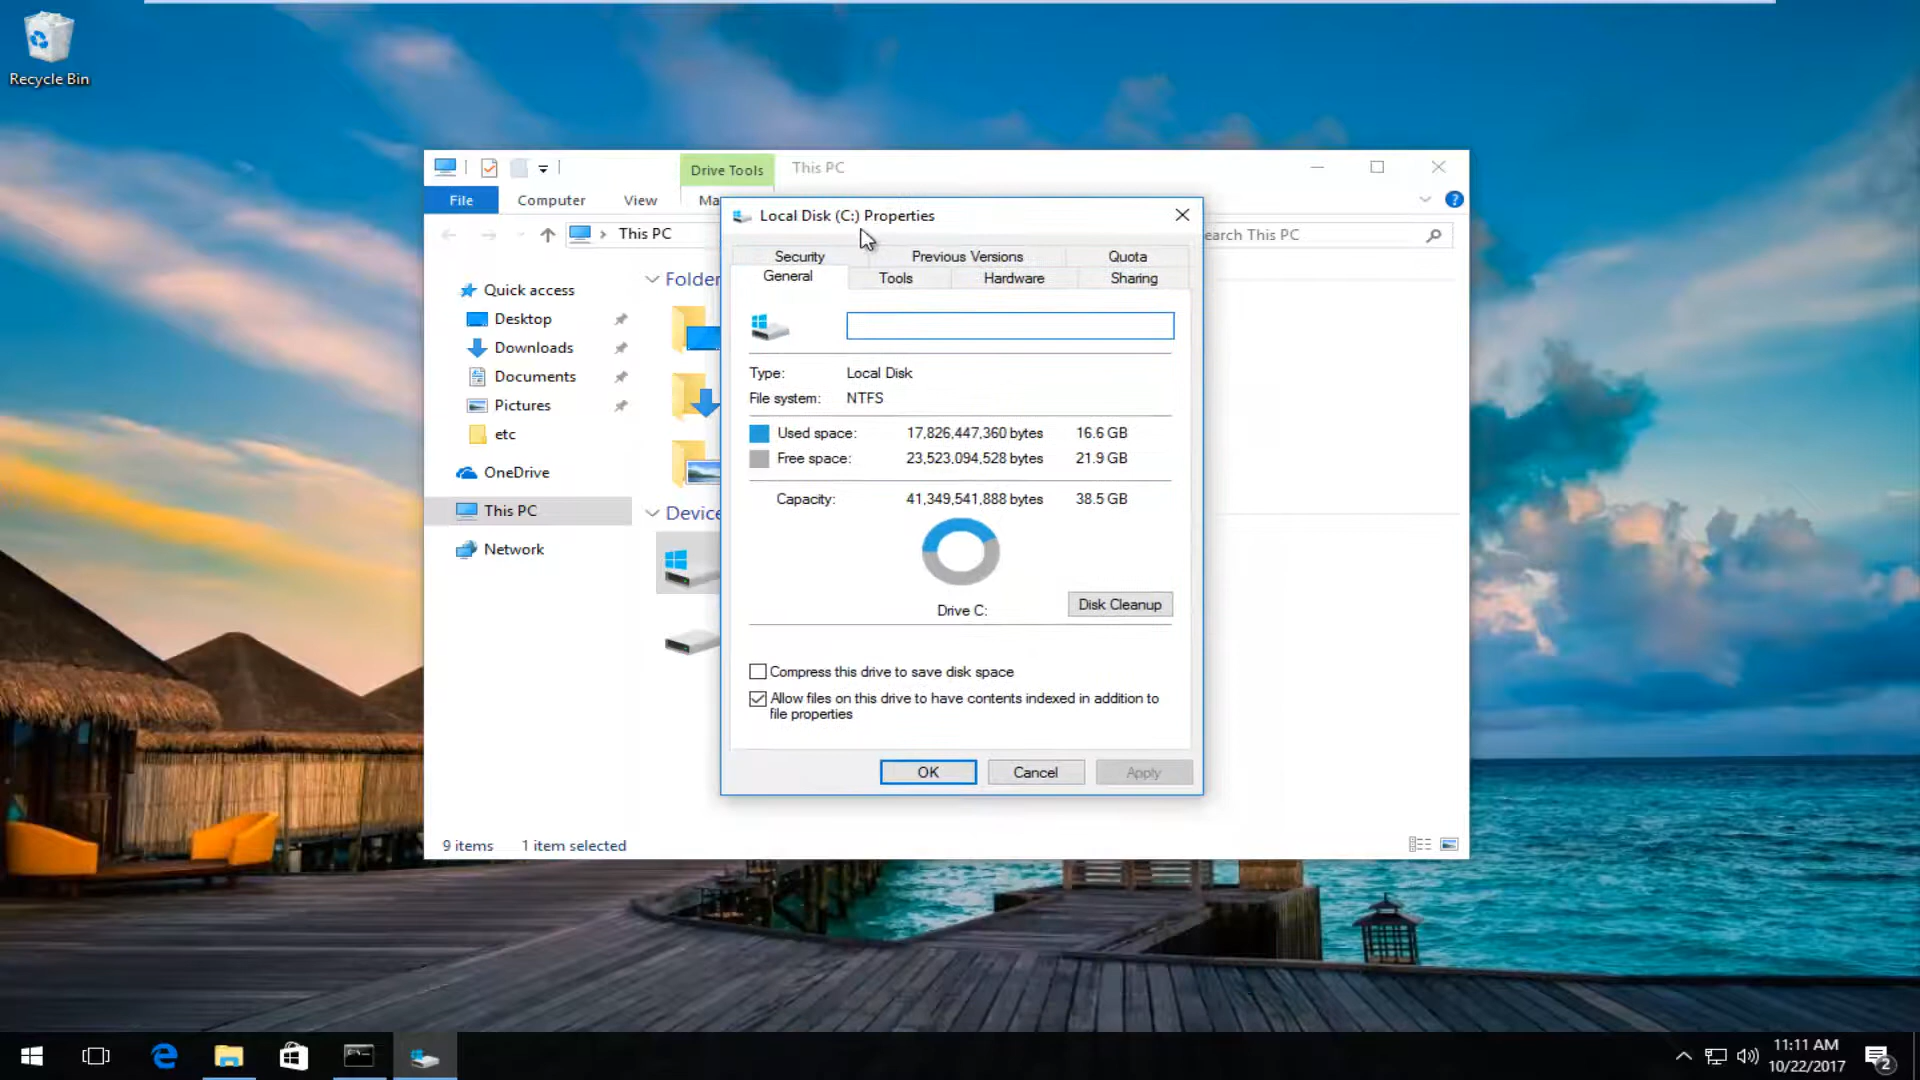 Recycle Bin
Drive Tools
This PC
File
Computer
View
Ma
This PC
earch This PC
Quick access
Desktop
Downloads
Documents
Pictures
etc
OneDrive
This PC
Network
Folder
Device
9 items
1 item selected
Local Disk (C:) Properties
Security
Previous Versions
Quota
General
Tools
Hardware
Sharing
Type: Local Disk
File system: NTFS
Used space: 17,826,447,360 bytes 16.6 GB
Free space: 23,523,094,528 bytes 21.9 GB
Capacity: 41,349,541,888 bytes 38.5 GB
Drive C:
Disk Cleanup
Compress this drive to save disk space
Allow files on this drive to have contents indexed in addition to
file properties
OK
Cancel
Apply
11:11 AM
10/22/2017
2